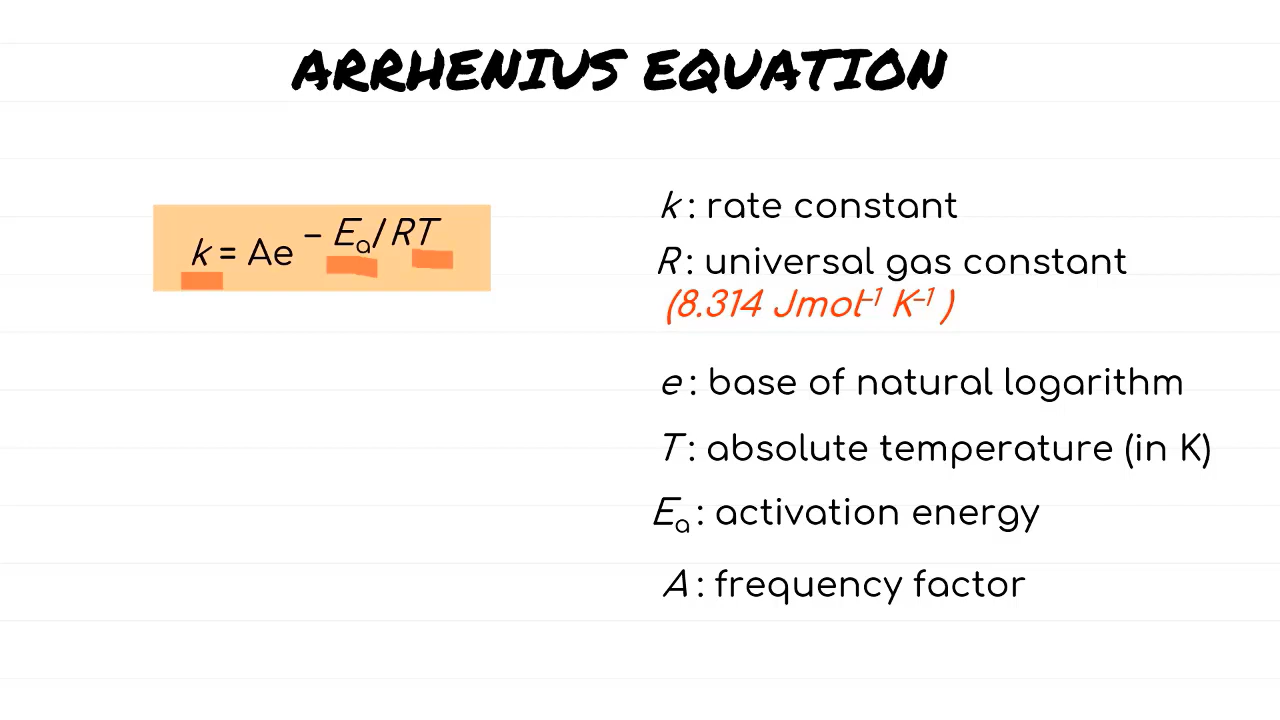 ARRHENIUS EQUATION
k = Ae⁻ᴱₐ/ᴿᵀ
k : rate constant
R : universal gas constant
(8.314 Jmol⁻¹ K⁻¹ )
e : base of natural logarithm
T : absolute temperature (in K)
Eₐ : activation energy
A : frequency factor